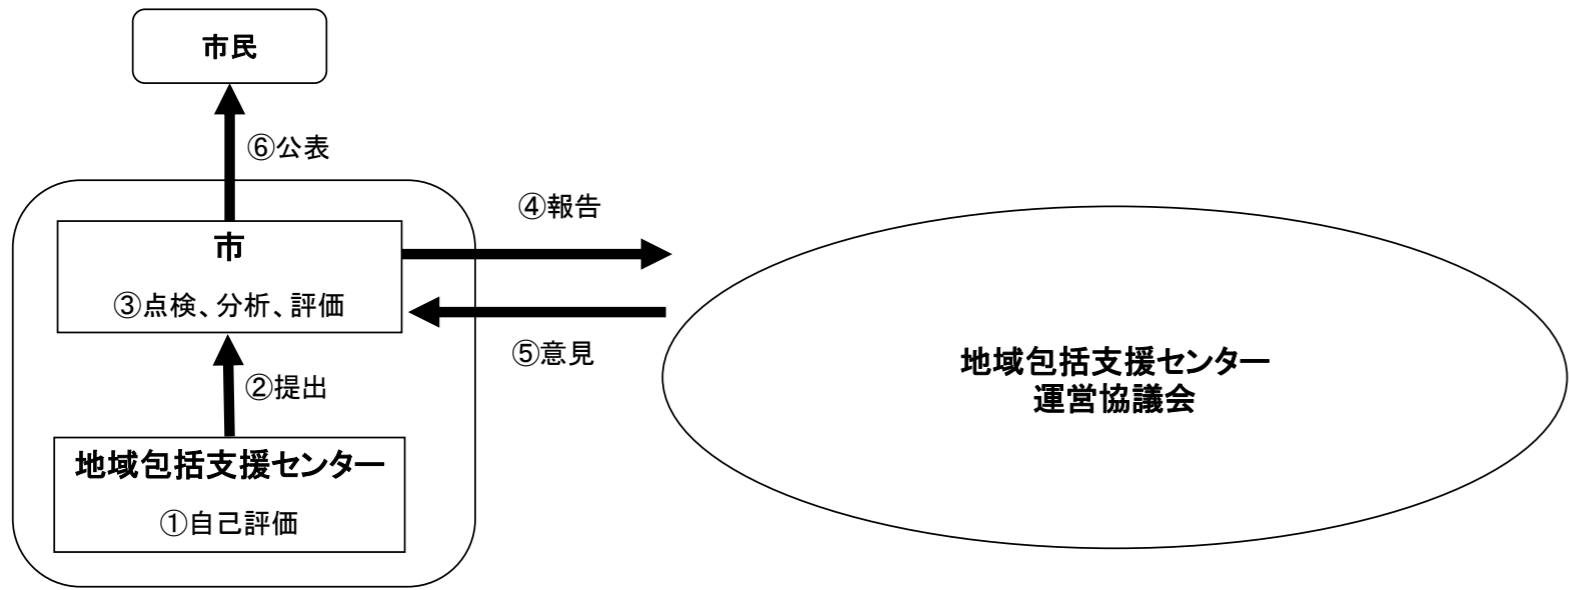 市民
⑥公表
④報告
市
③点検、分析、評価
⑤意見
②提出
地域包括支援センター
運営協議会
地域包括支援センター
①自己評価